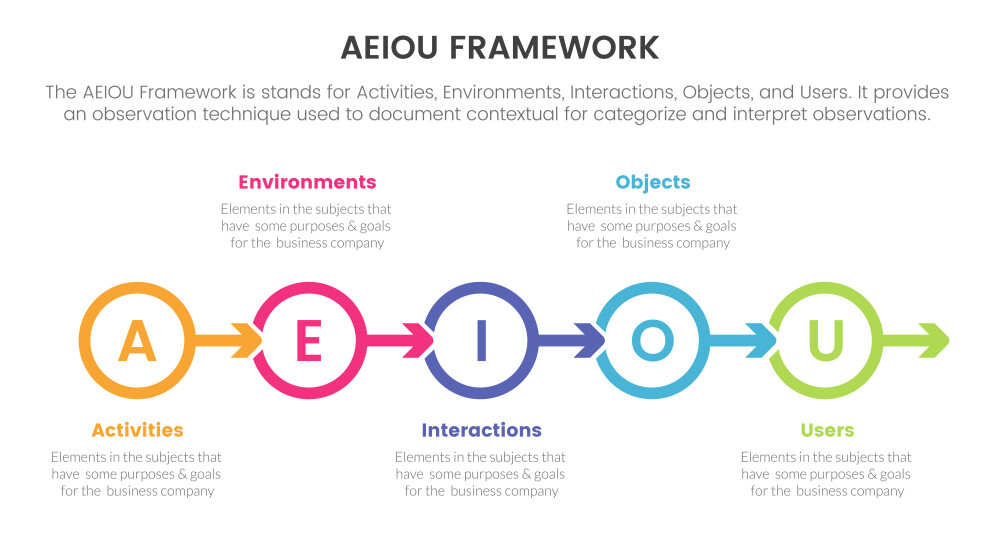 AEIOU FRAMEWORK
The AEIOU Framework is stands for Activities, Environments, Interactions, Objects, and Users. It provides
an observation technique used to document contextual for categorize and interpret observations.
Environments
Elements in the subjects that
have some purposes & goals
for the business company
Objects
Elements in the subjects that
have some purposes & goals
for the business company
A
E
I
O
U
Activities
Elements in the subjects that
have some purposes & goals
for the business company
Interactions
Elements in the subjects that
have some purposes & goals
for the business company
Users
Elements in the subjects that
have some purposes & goals
for the business company